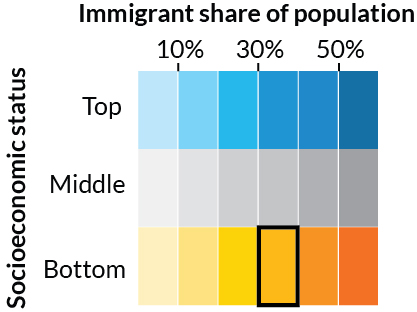 Immigrant share of population
10% 30% 50%
Socioeconomic status
Top
Middle
Bottom